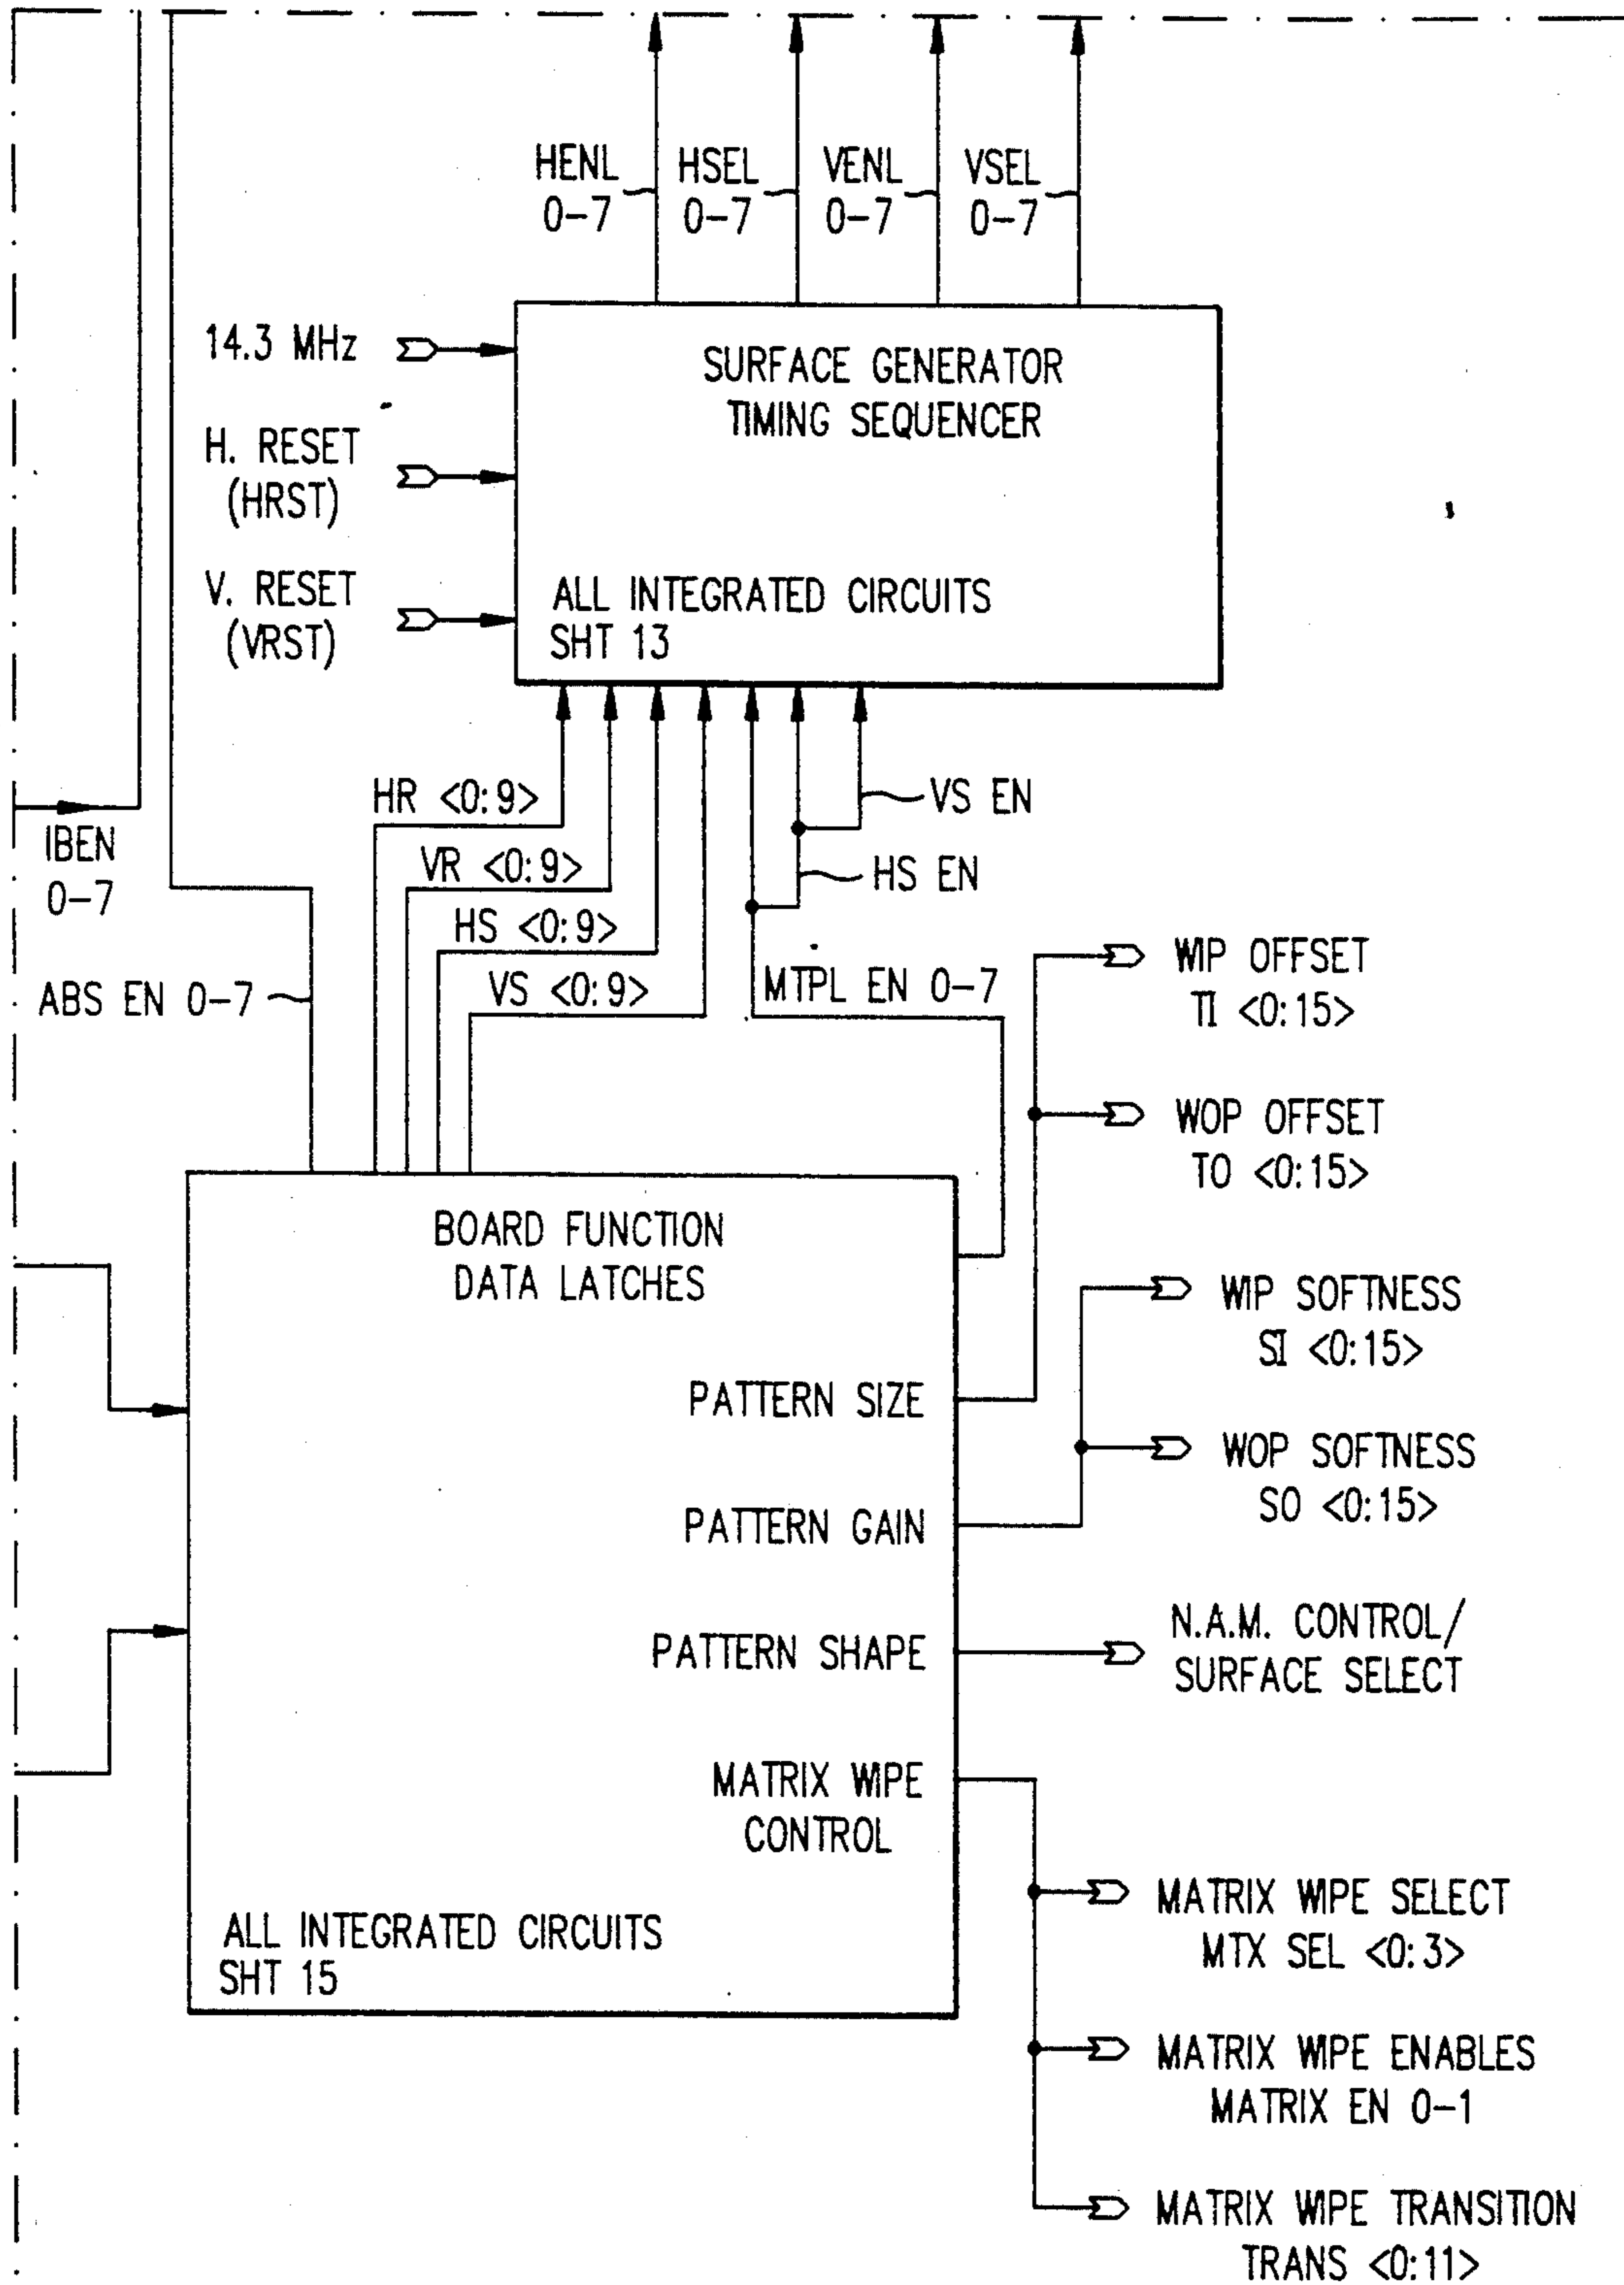 HENL
0-7
HSEL
0-7
VENL
0-7
VSEL
0-7
14.3 MHz
H. RESET
(HRST)
V. RESET
(VRST)
SURFACE GENERATOR
TIMING SEQUENCER
ALL INTEGRATED CIRCUITS
SHT 13
IBEN
0-7
HR <0:9>
VR <0:9>
HS <0:9>
VS <0:9>
VS EN
HS EN
MTPL EN 0-7
ABS EN 0-7
WIP OFFSET
TI <0:15>
WOP OFFSET
TO <0:15>
BOARD FUNCTION
DATA LATCHES
WIP SOFTNESS
SI <0:15>
PATTERN SIZE
WOP SOFTNESS
SO <0:15>
PATTERN GAIN
PATTERN SHAPE
N.A.M. CONTROL/
SURFACE SELECT
MATRIX WIPE
CONTROL
ALL INTEGRATED CIRCUITS
SHT 15
MATRIX WIPE SELECT
MTX SEL <0:3>
MATRIX WIPE ENABLES
MATRIX EN 0-1
MATRIX WIPE TRANSITION
TRANS <0:11>